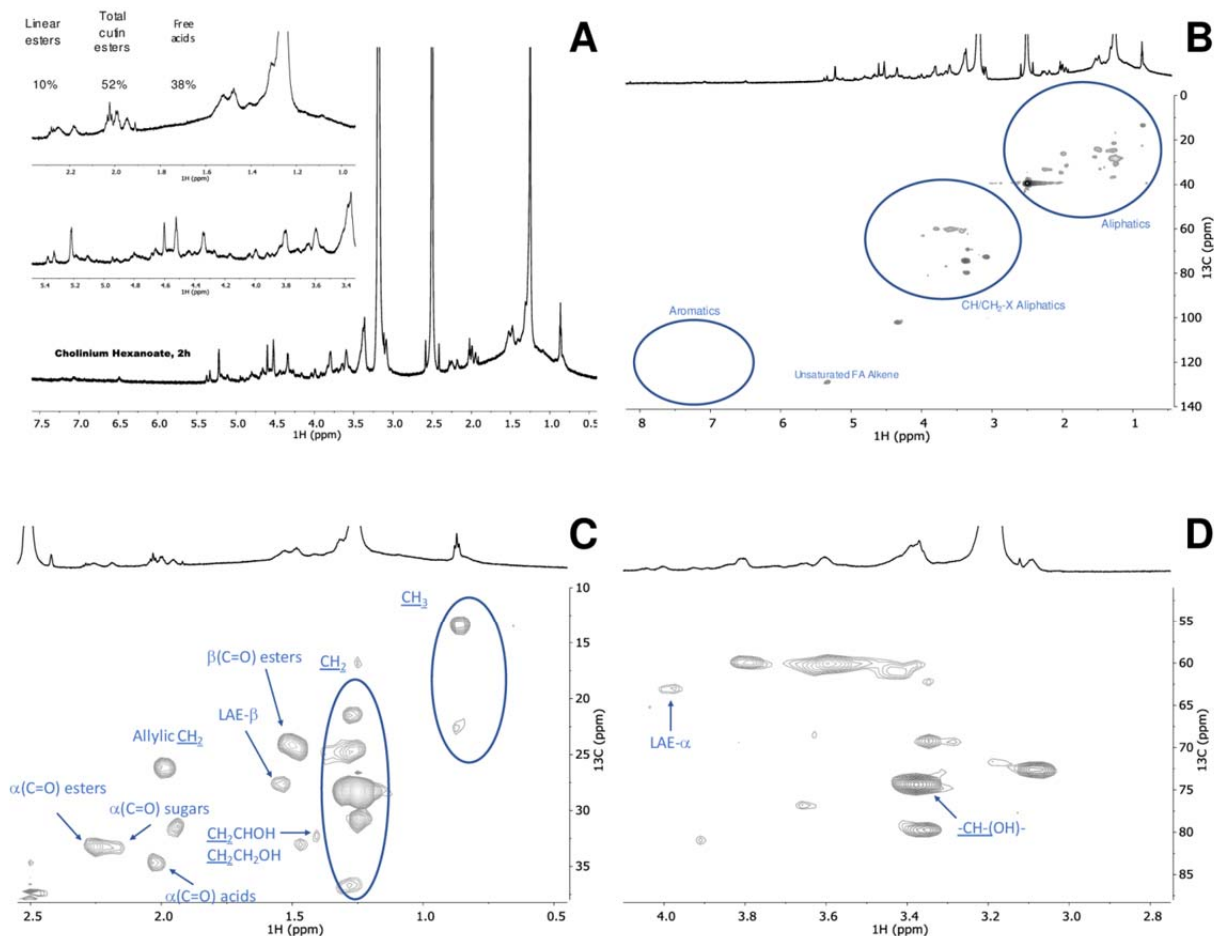 A
Linear esters
Total cutin esters
Free acids
10% 52% 38%
2.2 2.0 1.6 1.4 1.2 1.0
1H (ppm)
5.4 5.2 5.0 4.8 4.6 4.4 4.2 4.0 3.8 3.6 3.4
1H (ppm)
Cholinium Hexanoate, 2h
7.5 7.0 6.5 6.0 5.5 5.0 4.5 4.0 3.5 3.0 2.5 2.0 1.5 1.0 0.5
1H (ppm)
B
Aliphatics
CH/CH₂-X Aliphatics
Aromatics
Unsaturated FA Alkene
0
20
40
60
80
100
120
140
13C (ppm)
8 7 6 5 4 3 2 1
1H (ppm)
C
CH₃
β(C=O) esters
CH₂
LAE-β
Allylic CH₂
α(C=O) esters
α(C=O) sugars
CH₂CHOH
CH₂CH₂OH
α(C=O) acids
10
15
20
25
30
35
13C (ppm)
2.5 2.0 1.5 1.0 0.5
1H (ppm)
D
LAE-α
-CH-(OH)-
55
60
65
70
75
80
85
13C (ppm)
4.0 3.8 3.6 3.4 3.2 3.0 2.8
1H (ppm)